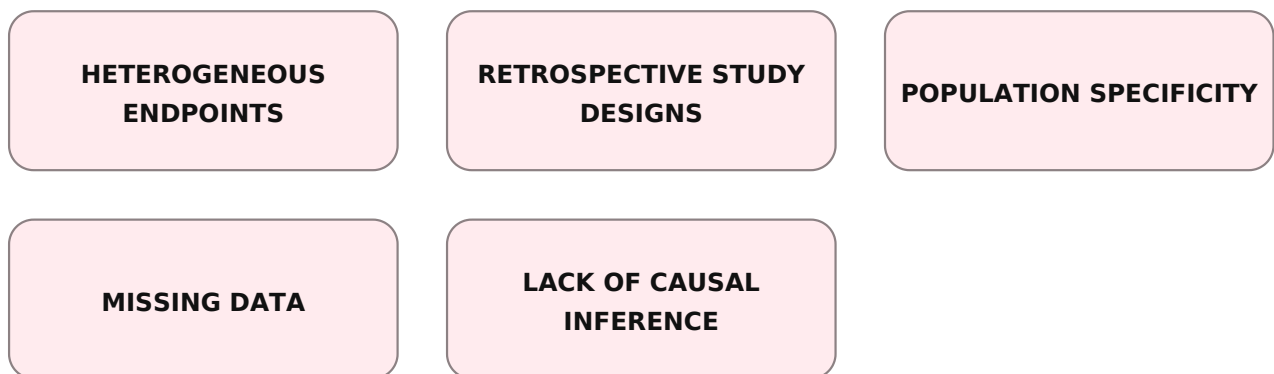 HETEROGENEOUS
ENDPOINTS
RETROSPECTIVE STUDY
DESIGNS
POPULATION SPECIFICITY
MISSING DATA
LACK OF CAUSAL
INFERENCE